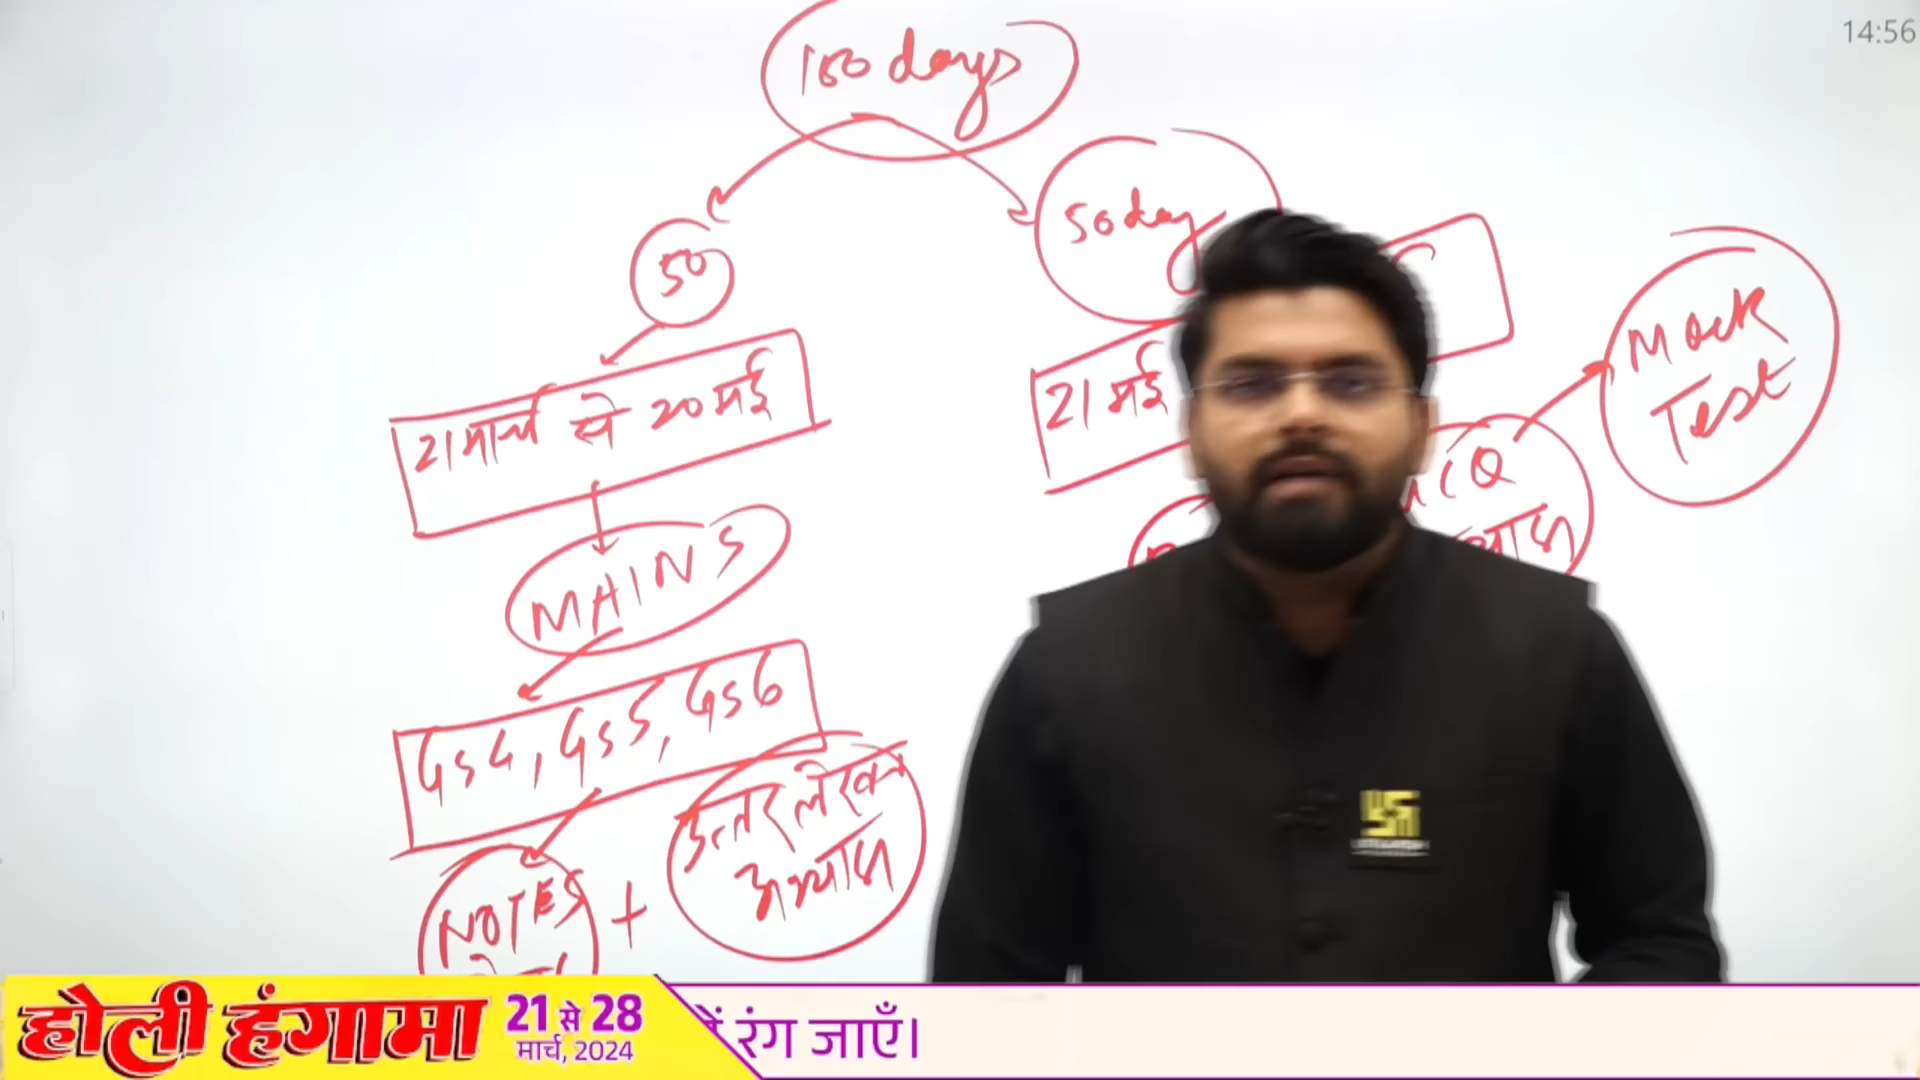 14:56
100 days
50
50 day
21 मार्च से 20 मई
21 मई
Mock
Test
MAINS
GS4, GS5, GS6
उत्तर लेखन
अभ्यास
NOTES
+
होली हंगामा
21 से 28
मार्च, 2024
में रंग जाएँ।